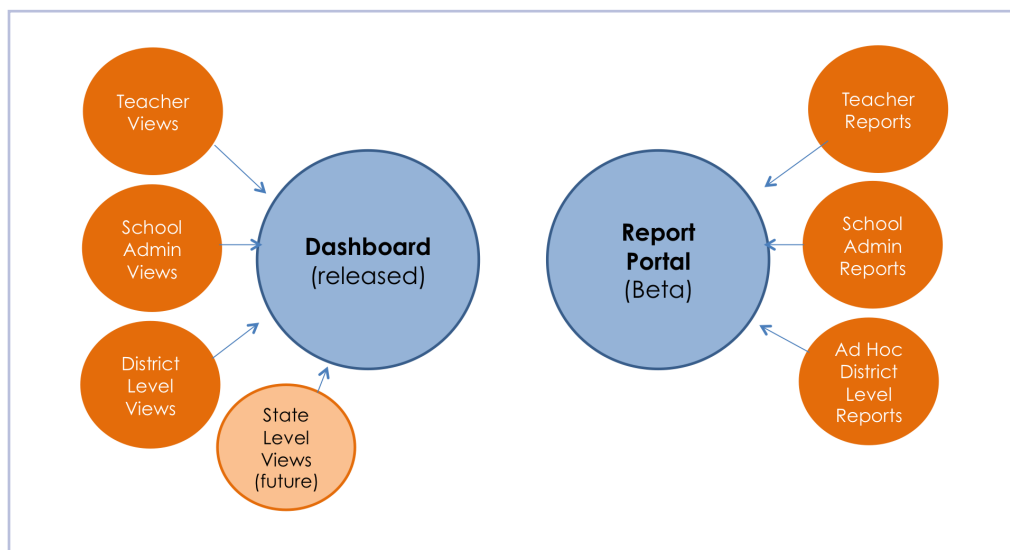 Teacher
Views
School
Admin
Views
District
Level
Views
State
Level
Views
(future)
Dashboard
(released)
Report
Portal
(Beta)
Teacher
Reports
School
Admin
Reports
Ad Hoc
District
Level
Reports